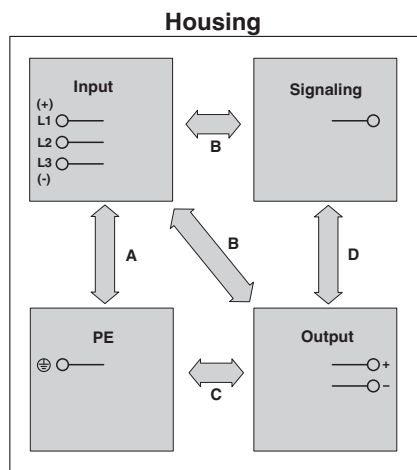 Housing
Input
(+)
L1
L2
L3
(-)
Signaling
B
A
B
D
PE
Output
+
−
C